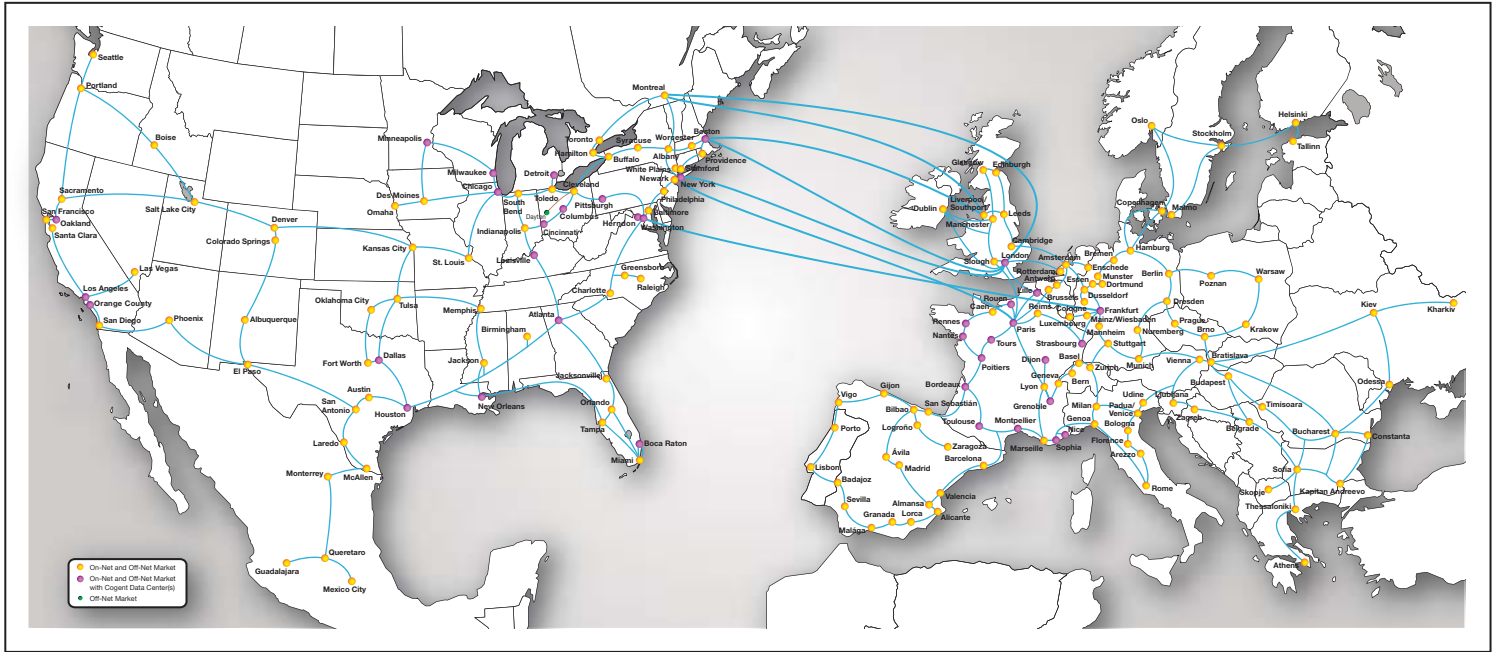 Seattle
Portland
Boise
Sacramento
San Francisco
Oakland
Santa Clara
Salt Lake City
Las Vegas
Los Angeles
Orange County
San Diego
Phoenix
Denver
Colorado Springs
Albuquerque
El Paso
Minneapolis
Milwaukee
Chicago
Des Moines
Omaha
Kansas City
St. Louis
Oklahoma City
Tulsa
Fort Worth
Dallas
Austin
San
Antonio
Houston
Laredo
McAllen
Monterrey
Queretaro
Guadalajara
Mexico City
Memphis
Birmingham
Jackson
New Orleans
Atlanta
Charlotte
Greensboro
Raleigh
Jacksonville
Orlando
Tampa
Boca Raton
Miami
South
Bend
Indianapolis
Louisville
Cincinnati
Dayton
Columbus
Toledo
Detroit
Cleveland
Pittsburgh
Herndon
Washington
Baltimore
Philadelphia
Newark
New York
White Plains
Stamford
Providence
Boston
Worcester
Albany
Syracuse
Buffalo
Hamilton
Toronto
Montreal
Glasgow
Edinburgh
Dublin
Liverpool/
Southport/
Manchester
Leeds
Cambridge
London
Slough
Oslo
Stockholm
Helsinki
Tallinn
Copenhagen
Malmo
Hamburg
Bremen
Amsterdam
Rotterdam
Antwerp
Enschede
Munster
Dortmund
Essen
Dusseldorf
Brussels
Lille
Cologne
Frankfurt
Mainz/Wiesbaden
Mannheim
Luxembourg
Reims
Rouen
Caen
Paris
Rennes
Nantes
Tours
Poitiers
Strasbourg
Stuttgart
Nuremberg
Munich
Berlin
Dresden
Prague
Brno
Poznan
Warsaw
Krakow
Vienna
Bratislava
Budapest
Kiev
Kharkiv
Odessa
Basel
Zurich
Bern
Geneva
Dijon
Lyon
Grenoble
Bordeaux
Toulouse
Montpellier
Marseille
Sophia
Nice
Milan
Genoa
Padua/
Venice
Udine
Bologna
Florence
Arezzo
Rome
Ljubljana
Zagreb
Belgrade
Timisoara
Bucharest
Constanta
Sofia
Skopje
Kapitan Andreevo
Thessaloniki
Athens
Vigo
Gijon
Bilbao
San Sebastián
Logroño
Zaragoza
Barcelona
Porto
Ávila
Madrid
Lisbon
Badajoz
Sevilla
Almansa
Valencia
Alicante
Lorca
Granada
Malága
On-Net and Off-Net Market
On-Net and Off-Net Market
with Cogent Data Center(s)
Off-Net Market